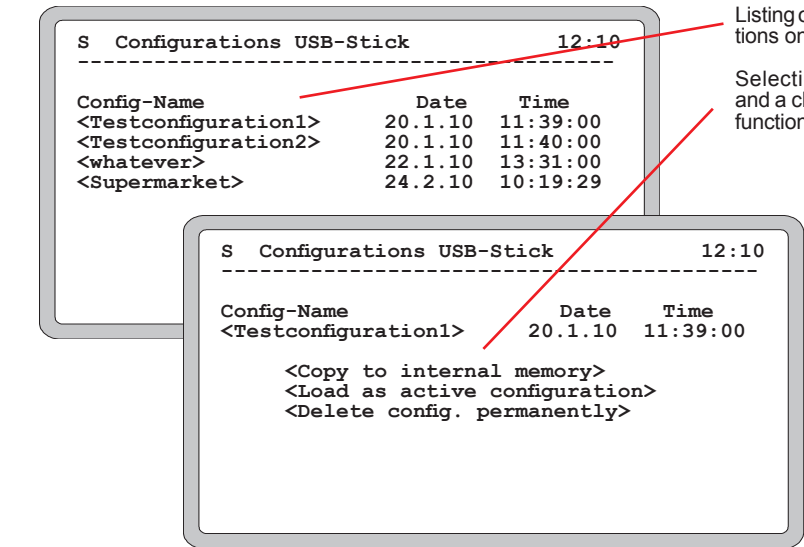 S Configurations USB-Stick 12:10
------------------------------------------
Config-Name Date Time
<Testconfiguration1> 20.1.10 11:39:00
<Testconfiguration2> 20.1.10 11:40:00
<whatever> 22.1.10 13:31:00
<Supermarket> 24.2.10 10:19:29
S Configurations USB-Stick 12:10
------------------------------------------
Config-Name Date Time
<Testconfiguration1> 20.1.10 11:39:00
<Copy to internal memory>
<Load as active configuration>
<Delete config. permanently>
Listing
tions
and a
function